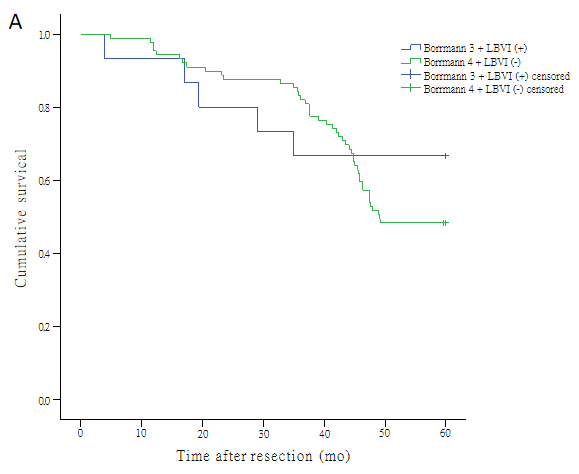 A
Borrmann 3 + LBVI (+)
Borrmann 4 + LBVI (-)
Borrmann 3 + LBVI (+) censored
Borrmann 4 + LBVI (-) censored
1.0
0.8
0.6
0.4
0.2
0.0
Cumulative survical
0 10 20 30 40 50 60
Time after resection (mo)